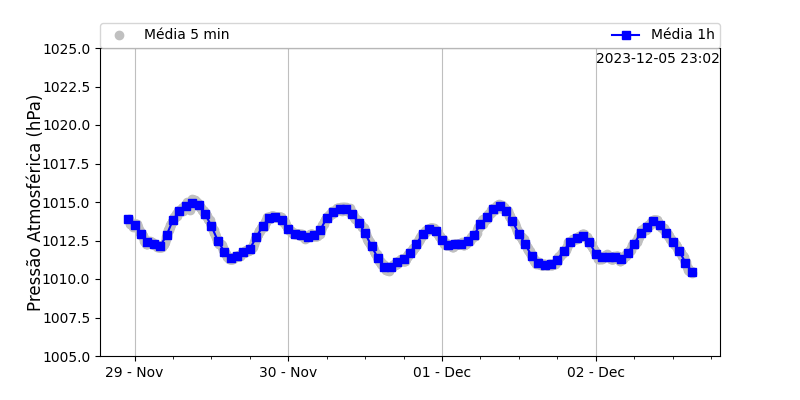 Média 5 min
Média 1h
2023-12-05 23:02
Pressão Atmosférica (hPa)
1025.0
1022.5
1020.0
1017.5
1015.0
1012.5
1010.0
1007.5
1005.0
29 - Nov
30 - Nov
01 - Dec
02 - Dec